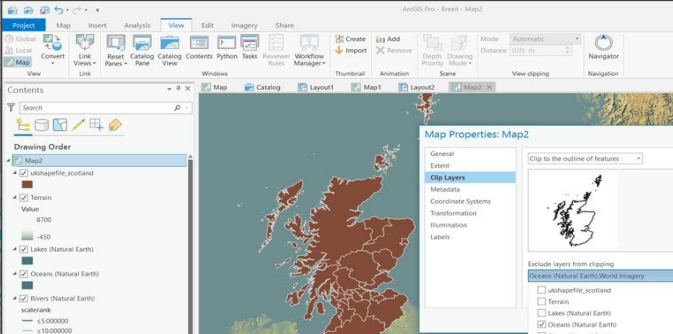 ArcGIS Pro - Brexit - Map2
Project Map Insert Analysis View Edit Imagery Share
Global
Local
Map
Convert
View
Link Views
Link
Reset Panes
Catalog Pane
Catalog View
Contents
Python
Tasks
Reviewer Rules
Workflow Manager
Windows
Create
Import
Thumbnail
Add
Remove
Animation
Depth Priority
Drawing Mode
Scene
Mode Automatic
Distance 0.05 m
View clipping
Navigator
Navigation
Contents
Search
Drawing Order
Map2
ukshapefile_scotland
Terrain
Value
8700
-450
Lakes (Natural Earth)
Oceans (Natural Earth)
Rivers (Natural Earth)
scalerank
≤5.000000
≤10.000000
Map Catalog Layout1 Map1 Layout2 Map2
Map Properties: Map2
General
Extent
Clip Layers
Metadata
Coordinate Systems
Transformation
Illumination
Labels
Clip to the outline of features
Exclude layers from clipping
Oceans (Natural Earth),World Imagery
ukshapefile_scotland
Terrain
Lakes (Natural Earth)
Oceans (Natural Earth)